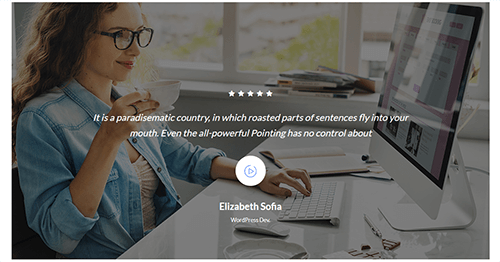 It is a paradisematic country, in which roasted parts of sentences fly into your
mouth. Even the all-powerful Pointing has no control about
Elizabeth Sofia
WordPress Dev.